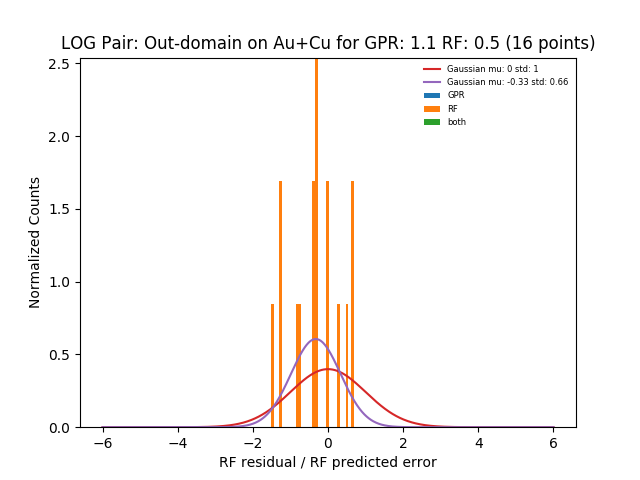 LOG Pair: Out-domain on Au+Cu for GPR: 1.1 RF: 0.5 (16 points)
Gaussian mu: 0 std: 1
Gaussian mu: -0.33 std: 0.66
GPR
RF
both
Normalized Counts
2.5
2.0
1.5
1.0
0.5
0.0
−6 −4 −2 0 2 4 6
RF residual / RF predicted error